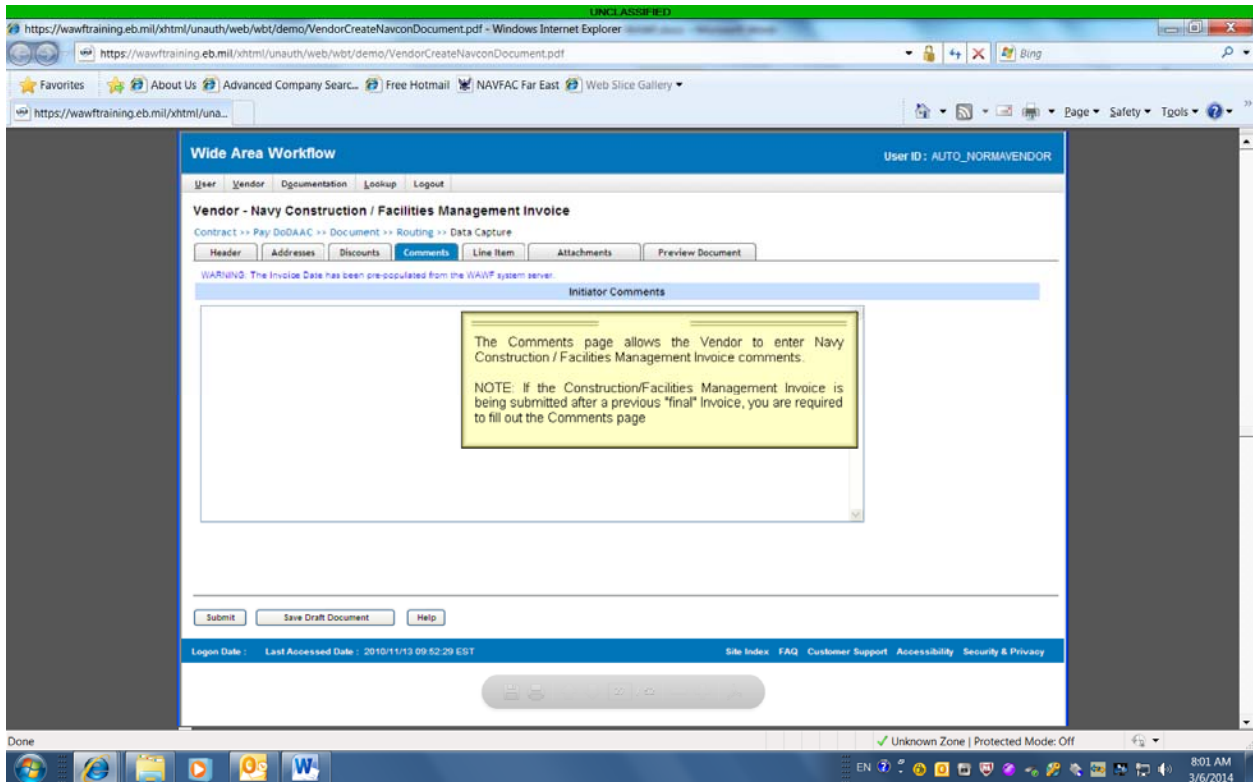 UNCLASSIFIED
https://wawftraining.eb.mil/xhtml/unauth/web/wbt/demo/VendorCreateNavconDocument.pdf - Windows Internet Explorer
https://wawftraining.eb.mil/xhtml/unauth/web/wbt/demo/VendorCreateNavconDocument.pdf
Bing
Favorites About Us Advanced Company Searc... Free Hotmail NAVFAC Far East Web Slice Gallery
https://wawftraining.eb.mil/xhtml/una...
Page Safety Tools
Wide Area Workflow
User ID : AUTO_NORMAVENDOR
User Vendor Documentation Lookup Logout
Vendor - Navy Construction / Facilities Management Invoice
Contract >> Pay DoDAAC >> Document >> Routing >> Data Capture
Header Addresses Discounts Comments Line Item Attachments Preview Document
WARNING: The Invoice Date has been pre-populated from the WAWF system server.
Initiator Comments
The Comments page allows the Vendor to enter Navy
Construction / Facilities Management Invoice comments.
NOTE: If the Construction/Facilities Management Invoice is
being submitted after a previous "final" Invoice, you are required
to fill out the Comments page
Submit Save Draft Document Help
Logon Date : Last Accessed Date : 2010/11/13 09:52:29 EST
Site Index FAQ Customer Support Accessibility Security & Privacy
Done
Unknown Zone | Protected Mode: Off
EN
8:01 AM
3/6/2014